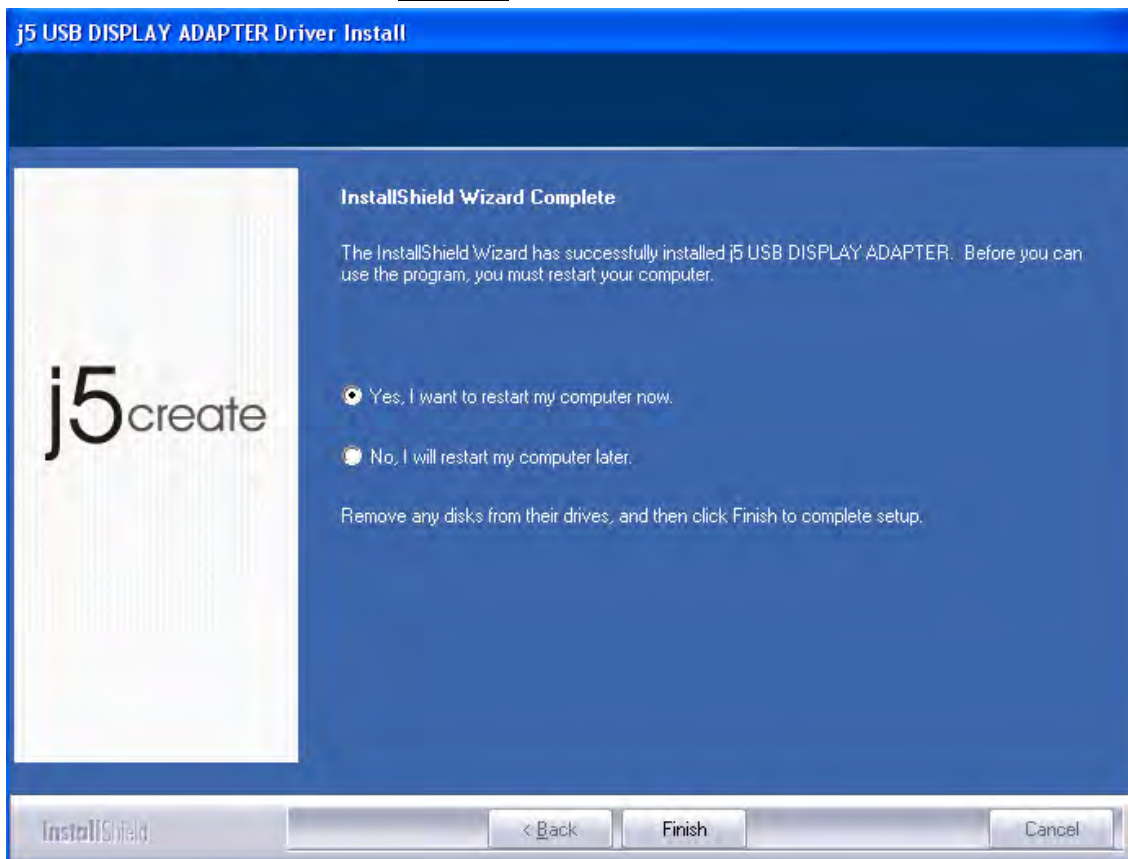 j5 USB DISPLAY ADAPTER Driver Install
InstallShield Wizard Complete
The InstallShield Wizard has successfully installed j5 USB DISPLAY ADAPTER.  Before you can
use the program, you must restart your computer.
j5create
Yes, I want to restart my computer now.
No, I will restart my computer later.
Remove any disks from their drives, and then click Finish to complete setup.
InstallShield
< Back
Finish
Cancel